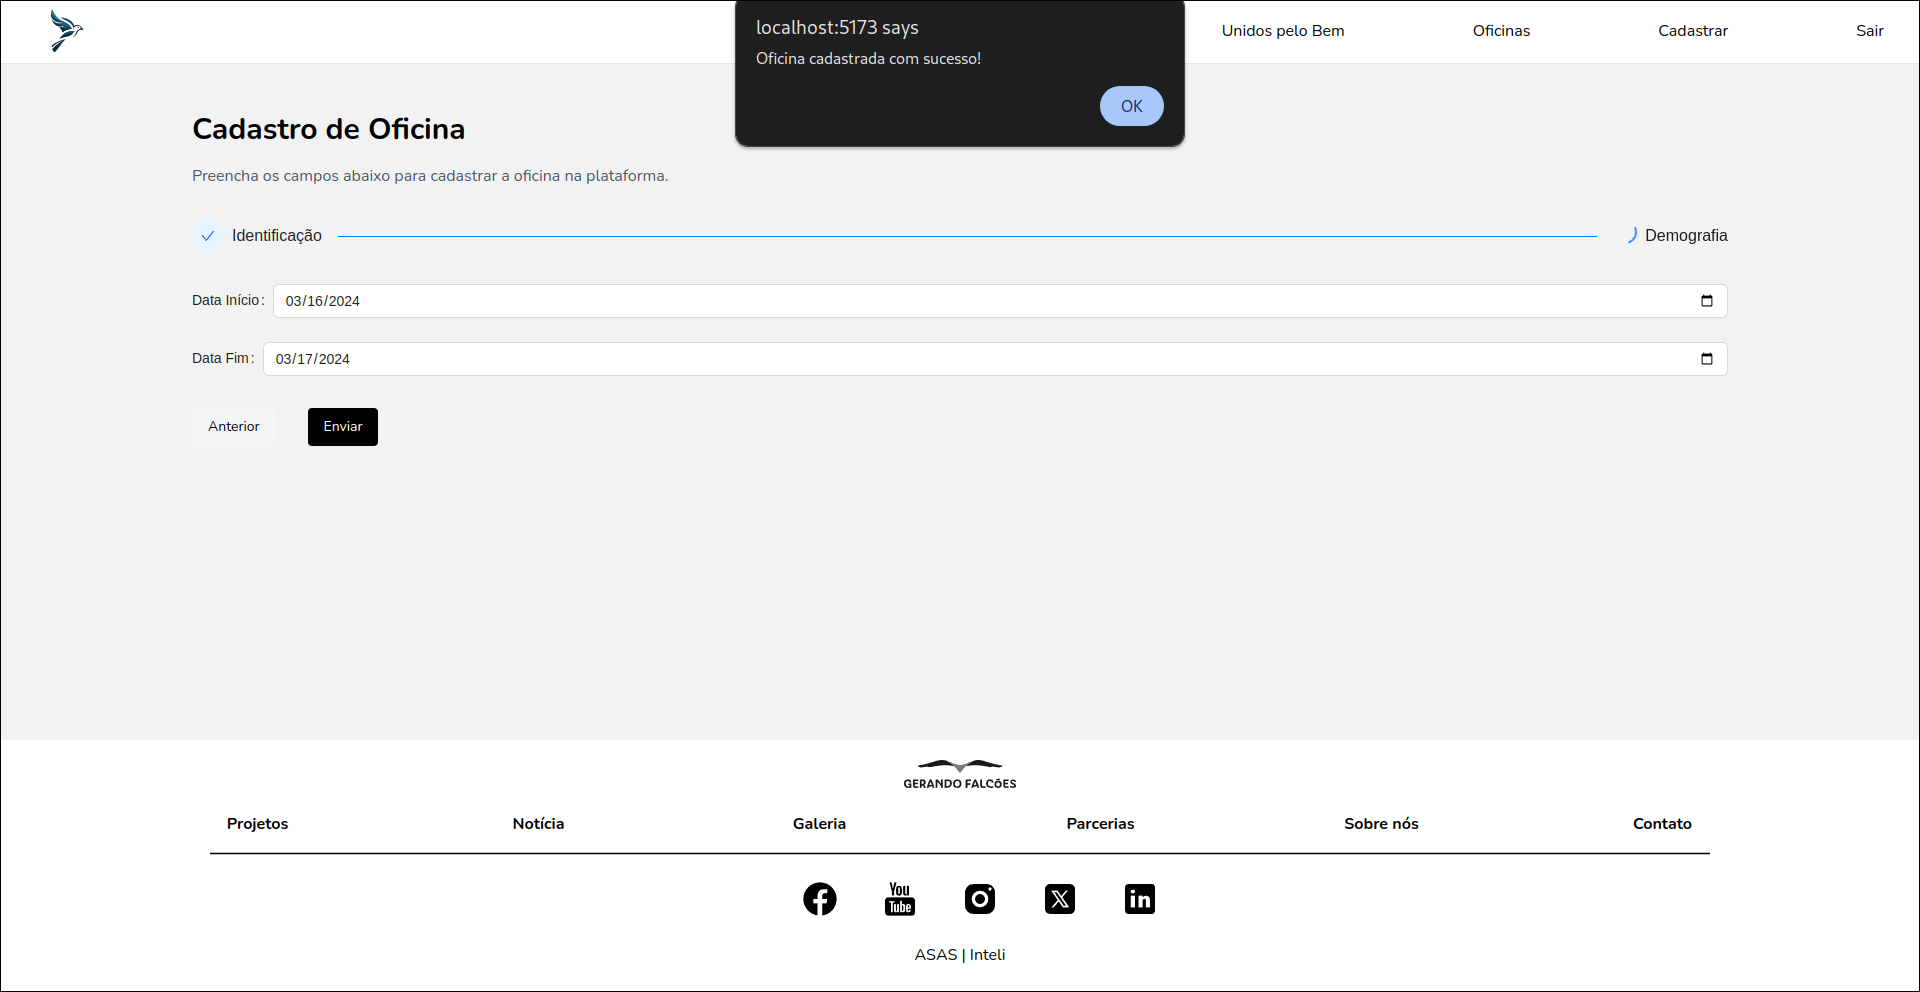 localhost:5173 says
Oficina cadastrada com sucesso!
OK
Unidos pelo Bem
Oficinas
Cadastrar
Sair
Cadastro de Oficina
Preencha os campos abaixo para cadastrar a oficina na plataforma.
Identificação
Demografia
Data Início: 03/16/2024
Data Fim: 03/17/2024
Anterior
Enviar
GERANDO FALCÕES
Projetos
Notícia
Galeria
Parcerias
Sobre nós
Contato
You
Tube
ASAS | Inteli